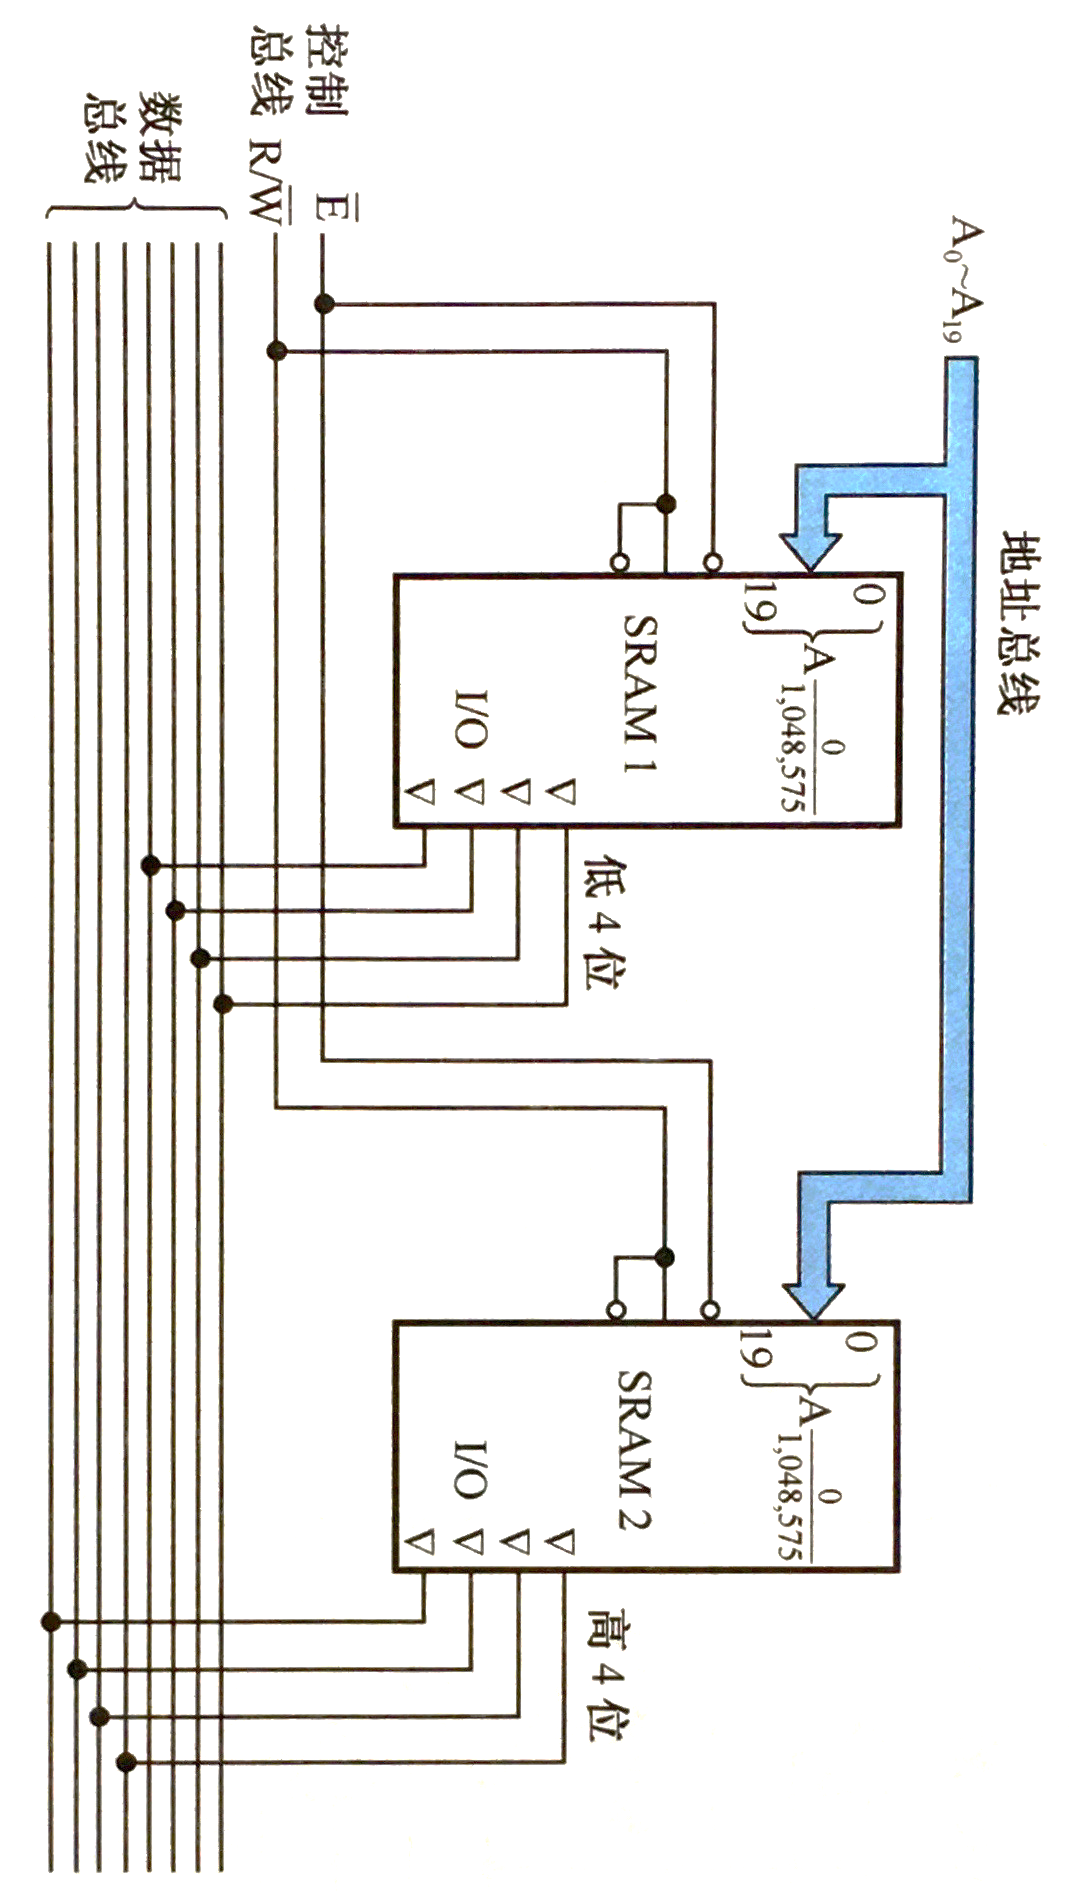 地址总线
A₀~A₁₉
0
19
A 0/1,048,575
SRAM 1
I/O
低 4 位
0
19
A 0/1,048,575
SRAM 2
I/O
高 4 位
控制
总线
E̅
R/W̅
数据
总线